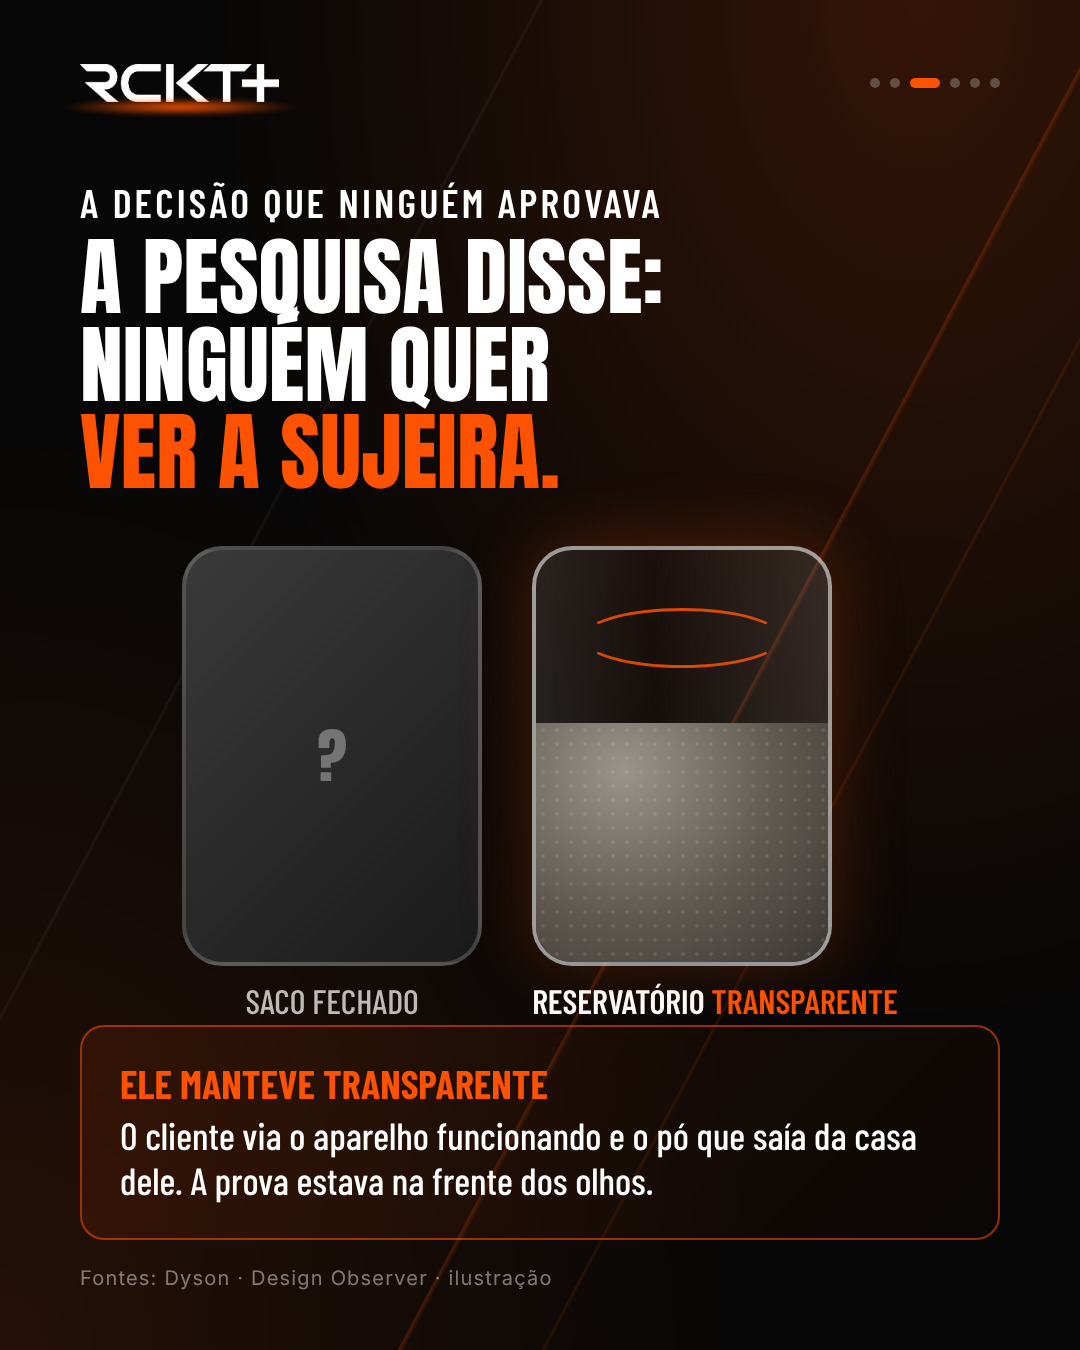 RCKT+
A DECISÃO QUE NINGUÉM APROVAVA
A PESQUISA DISSE:
NINGUÉM QUER
VER A SUJEIRA.
?
SACO FECHADO
RESERVATÓRIO TRANSPARENTE
ELE MANTEVE TRANSPARENTE
O cliente via o aparelho funcionando e o pó que saía da casa
dele. A prova estava na frente dos olhos.
Fontes: Dyson · Design Observer · ilustração